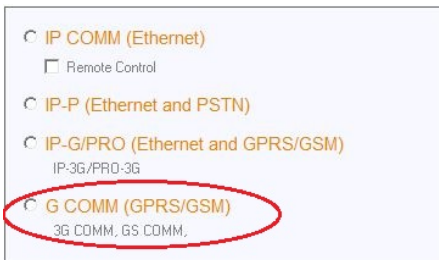 IP COMM (Ethernet)
Remote Control
IP-P (Ethernet and PSTN)
IP-G/PRO (Ethernet and GPRS/GSM)
IP-3G/PRO-3G
G COMM (GPRS/GSM)
3G COMM, GS COMM,